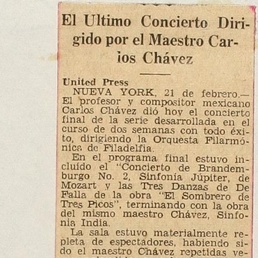 El Ultimo Concierto Diri-
gido por el Maestro Car-
los Chávez
United Press
NUEVA YORK, 21 de febrero.—
El profesor y compositor mexicano
Carlos Chávez dió hoy el concierto
final de la serie desarrollada en el
curso de dos semanas con todo éxi-
to, dirigiendo la Orquesta Filarmó-
nica de Filadelfia.
En el programa final estuvo in-
cluído el "Concierto de Brandem-
burgo No. 2, Sinfonía Júpiter, de
Mozart y las Tres Danzas de De
Falla de la obra "El Sombrero de
Tres Picos", terminando con la obra
del mismo maestro Chávez, Sinfo-
nía India.
La sala estuvo materialmente re-
pleta de espectadores, habiendo si-
do el maestro Chávez repetidas ve-